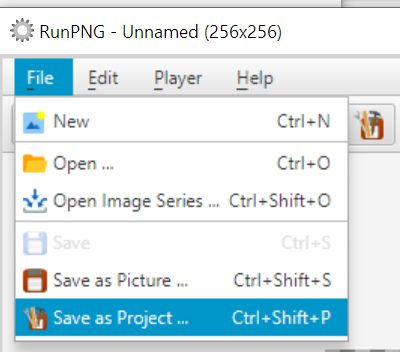 RunPNG - Unnamed (256x256)
File Edit Player Help
New Ctrl+N
Open ... Ctrl+O
Open Image Series ... Ctrl+Shift+O
Save Ctrl+S
Save as Picture ... Ctrl+Shift+S
Save as Project ... Ctrl+Shift+P